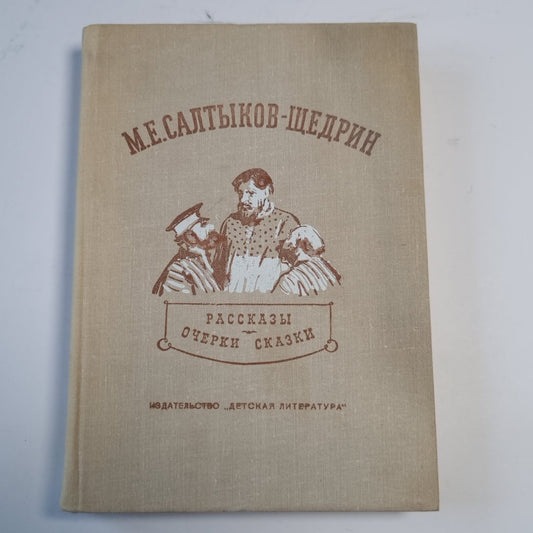 М.Е.САЛТЫКОВ-ЩЕДРИН
РАССКАЗЫ
ОЧЕРКИ СКАЗКИ
ИЗДАТЕЛЬСТВО „ДЕТСКАЯ ЛИТЕРАТУРА"